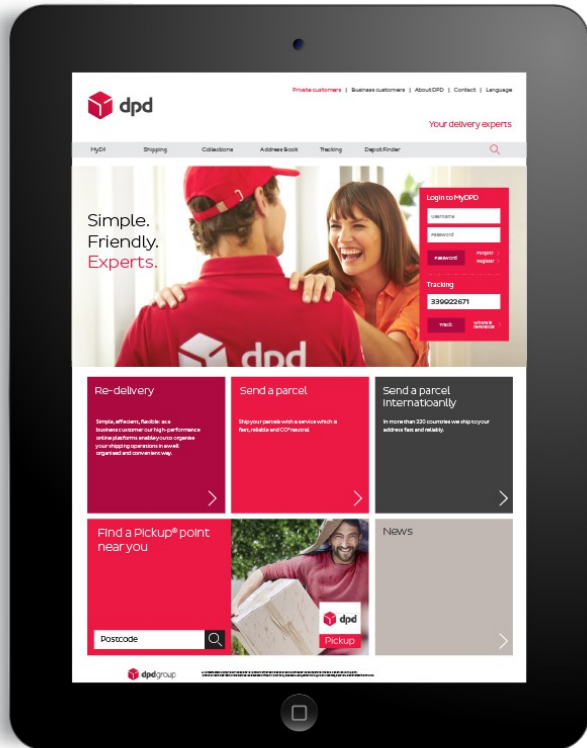 dpd
Private customers | Business customers | About DPD | Contact | Language
Your delivery experts
Shipping Collections Address Book Tracking Depot Finder
Simple.
Friendly.
Experts.
Login to MyDPD
Username
Password
Password
Register
Tracking
339922671
Track
dpd
Re-delivery
Simple, efficient, flexible: as a
business customer our high-performance
online platforms enable you to organise
your shipping operations in a well
organised and convenient way.
Send a parcel
Ship your parcels with a service which is
fast, reliable and CO² neutral.
Send a parcel
Internatioanlly
In more than 220 countries we ship to your
address fast and reliably.
Find a Pickup® point
near you
Postcode
dpd
Pickup
News
dpdgroup